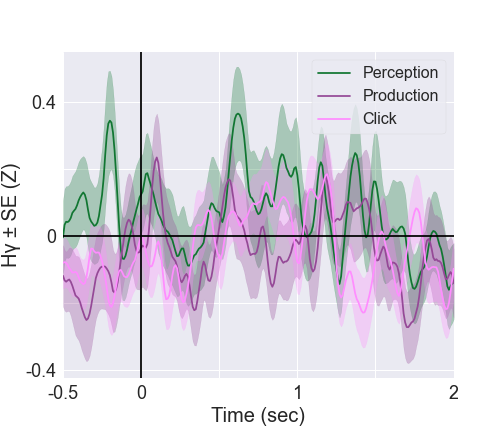 Perception
Production
Click
Hγ ± SE (Z)
0.4
0
-0.4
-0.5 0 1 2
Time (sec)